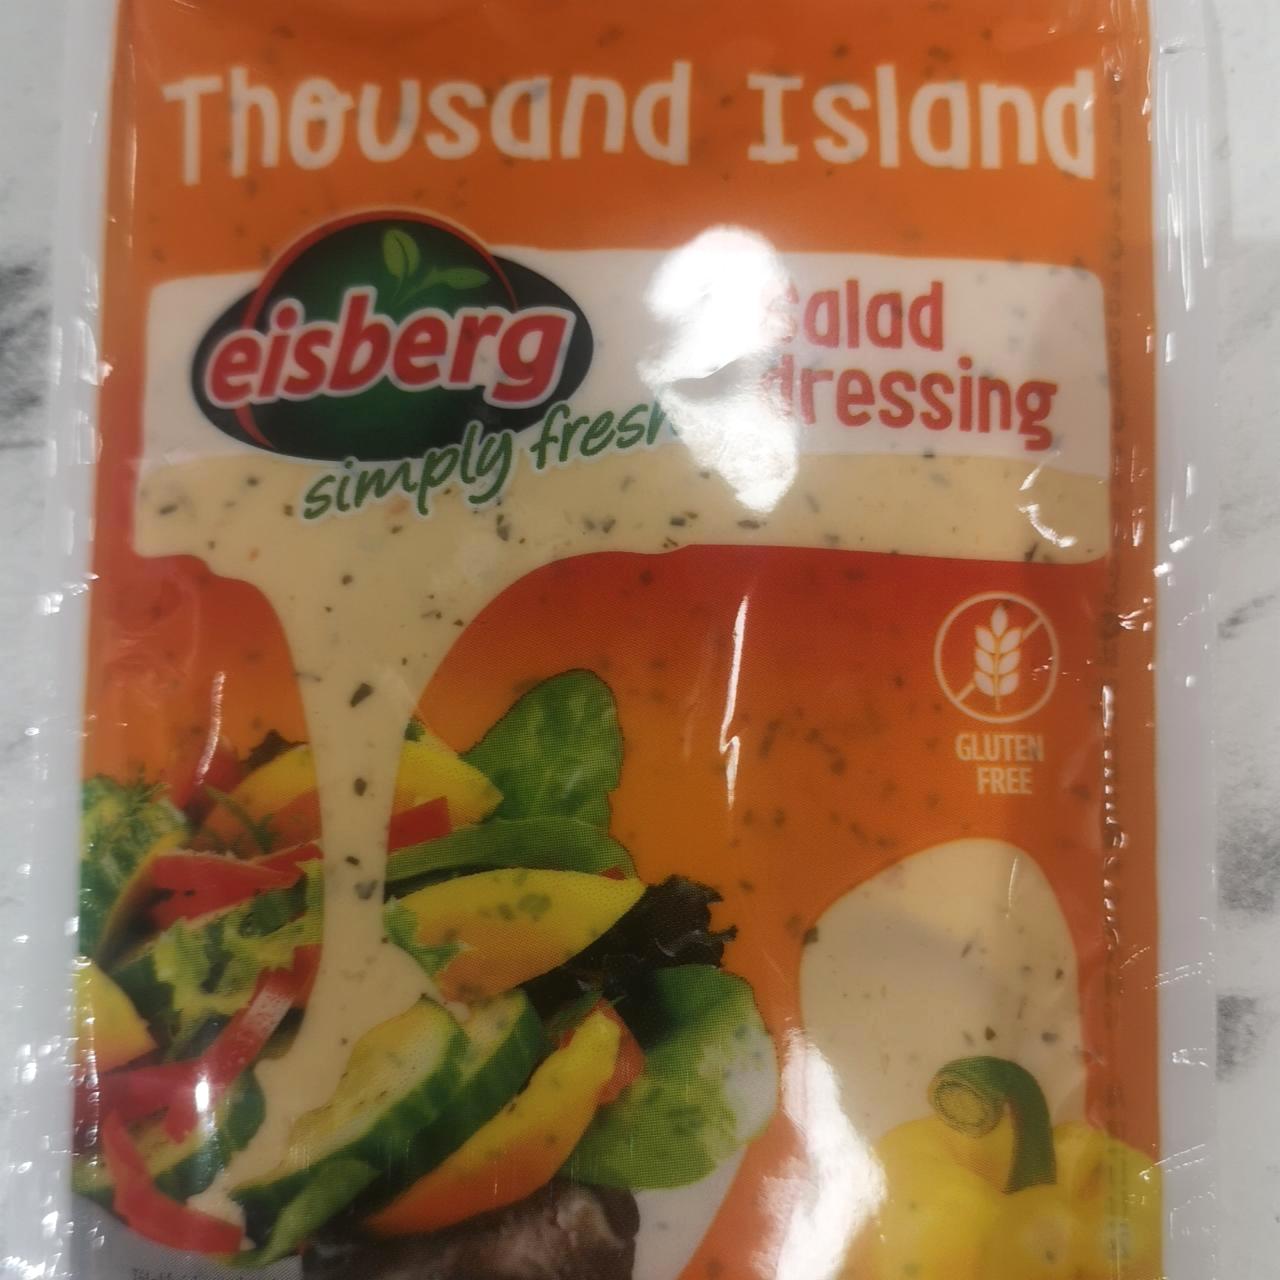 Thousand Island
eisberg
simply fresh
salad
dressing
GLUTEN
FREE